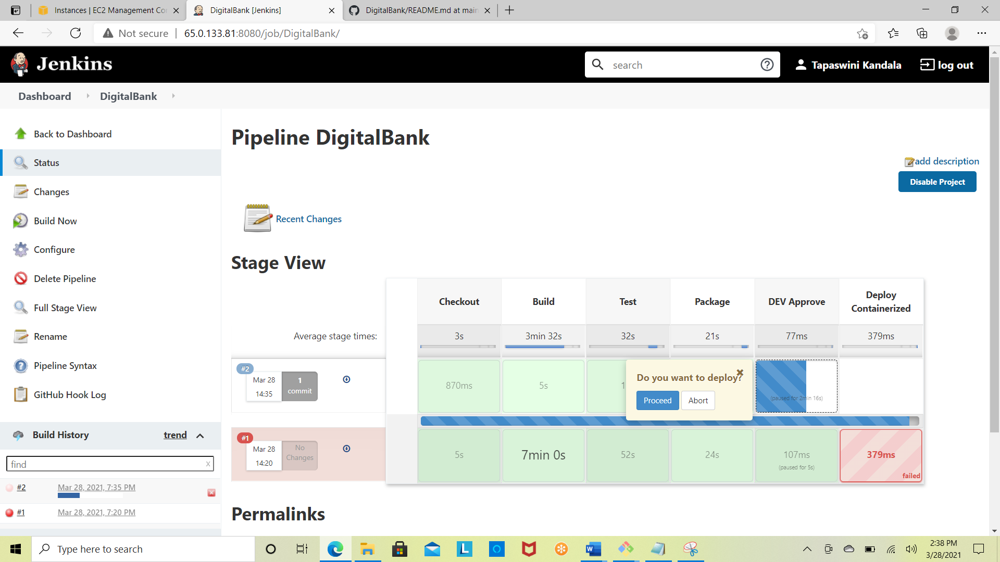 Instances | EC2 Management Co
DigitalBank [Jenkins]
DigitalBank/README.md at main
Not secure
65.0.133.81:8080/job/DigitalBank/
Jenkins
search
Tapaswini Kandala
log out
Dashboard
DigitalBank
Back to Dashboard
Status
Changes
Build Now
Configure
Delete Pipeline
Full Stage View
Rename
Pipeline Syntax
GitHub Hook Log
Build History
trend
find
x
#2
Mar 28, 2021, 7:35 PM
#1
Mar 28, 2021, 7:20 PM
Pipeline DigitalBank
add description
Disable Project
Recent Changes
Stage View
Checkout
Build
Test
Package
DEV Approve
Deploy
Containerized
Average stage times:
3s
3min 32s
32s
21s
77ms
379ms
#2
Mar 28
14:35
1
commit
870ms
5s
1
Do you want to deploy?
Proceed
Abort
(paused for 2min 16s)
#1
Mar 28
14:20
No
Changes
5s
7min 0s
52s
24s
107ms
(paused for 5s)
379ms
failed
Permalinks
Type here to search
2:38 PM
3/28/2021